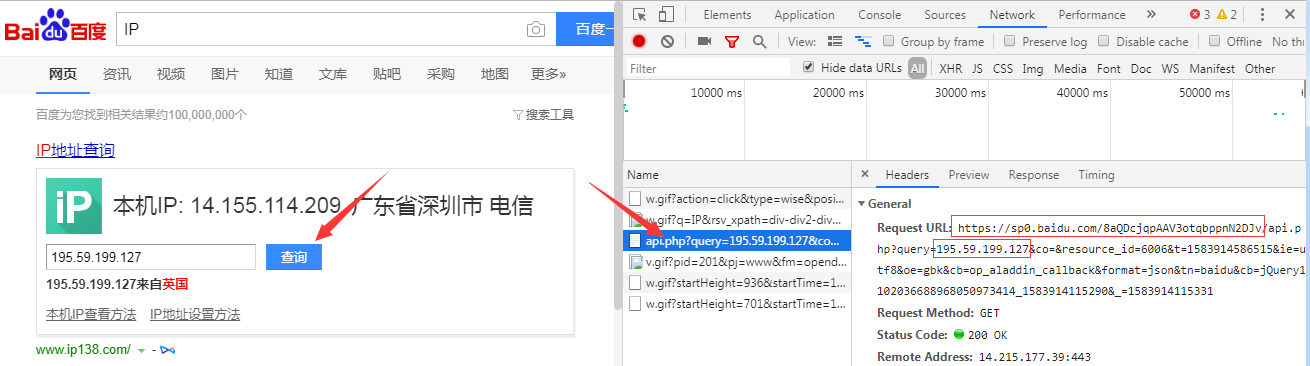 Bai du 百度
IP
百度一
网页 资讯 视频 图片 知道 文库 贴吧 采购 地图 更多»
百度为您找到相关结果约100,000,000个
搜索工具
IP地址查询
iP
本机IP: 14.155.114.209 广东省深圳市 电信
195.59.199.127
查询
195.59.199.127来自英国
本机IP查看方法 IP地址设置方法
www.ip138.com/ -
Elements Application Console Sources Network Performance » 3 2
View: Group by frame Preserve log Disable cache Offline No thr
Filter Hide data URLs All XHR JS CSS Img Media Font Doc WS Manifest Other
10000 ms 20000 ms 30000 ms 40000 ms 50000 ms
Name
w.gif?action=click&type=wise&posi...
w.gif?q=IP&rsv_xpath=div-div2-div...
api.php?query=195.59.199.127&co...
v.gif?pid=201&pj=www&fm=opend...
w.gif?startHeight=936&startTime=1...
w.gif?startHeight=701&startTime=1...
× Headers Preview Response Timing
General
Request URL: https://sp0.baidu.com/8aQDcjqpAAV3otqbppnN2DJv/api.p
hp?query=195.59.199.127&co=&resource_id=6006&t=1583914586515&ie=u
tf8&oe=gbk&cb=op_aladdin_callback&format=json&tn=baidu&cb=jQuery1
102036688968050973414_1583914115290&_=1583914115331
Request Method: GET
Status Code: 200 OK
Remote Address: 14.215.177.39:443